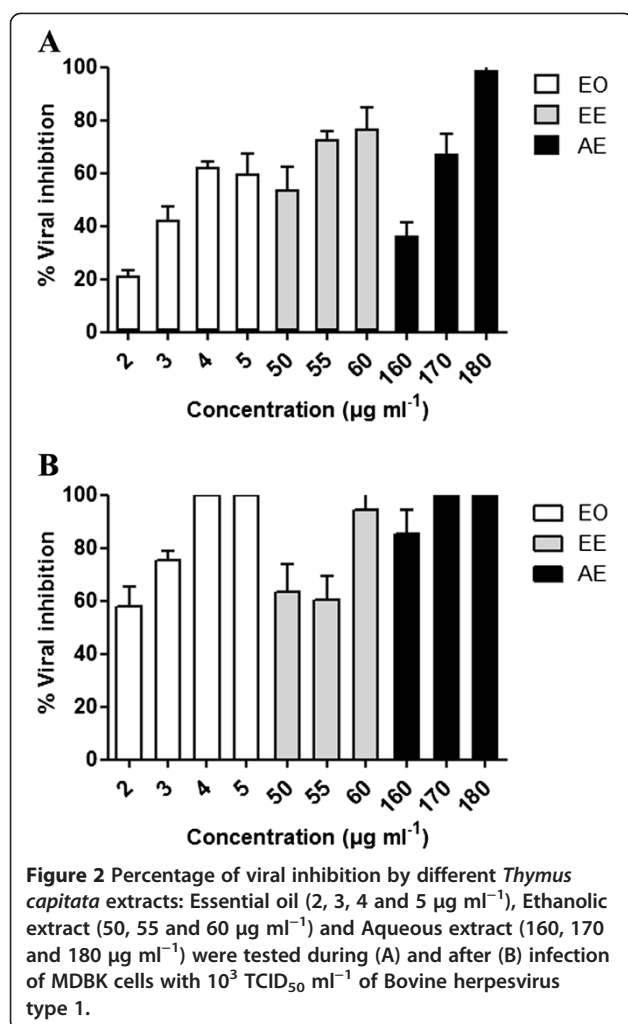 A
100
80
60
40
20
0
% Viral inhibition
EO
EE
AE
2 3 4 5 50 55 60 160 170 180
Concentration (µg ml⁻¹)
B
100
80
60
40
20
0
% Viral inhibition
EO
EE
AE
2 3 4 5 50 55 60 160 170 180
Concentration (µg ml⁻¹)
Figure 2 Percentage of viral inhibition by different Thymus
capitata extracts: Essential oil (2, 3, 4 and 5 µg ml⁻¹), Ethanolic
extract (50, 55 and 60 µg ml⁻¹) and Aqueous extract (160, 170
and 180 µg ml⁻¹) were tested during (A) and after (B) infection
of MDBK cells with 10³ TCID₅₀ ml⁻¹ of Bovine herpesvirus
type 1.